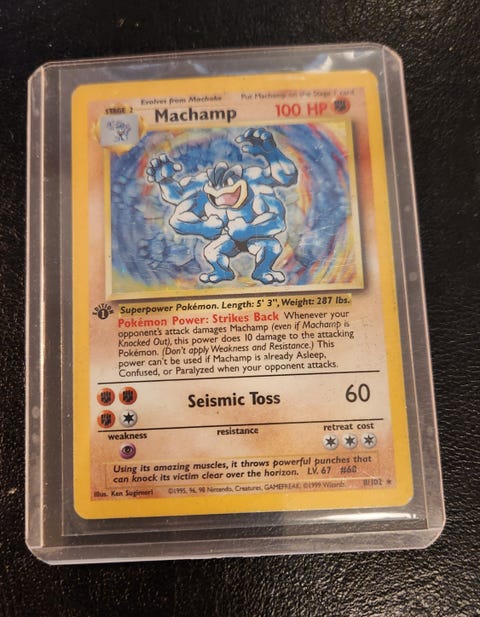 Evolves from Machoke Put Machamp on the Stage 1 card
STAGE 2 Machamp 100 HP
EDITION 1
Superpower Pokémon. Length: 5' 3", Weight: 287 lbs.
Pokémon Power: Strikes Back Whenever your
opponent's attack damages Machamp (even if Machamp is
Knocked Out), this power does 10 damage to the attacking
Pokémon. (Don't apply Weakness and Resistance.) This
power can't be used if Machamp is already Asleep,
Confused, or Paralyzed when your opponent attacks.
Seismic Toss 60
weakness resistance retreat cost
Using its amazing muscles, it throws powerful punches that
can knock its victim clear over the horizon. LV. 67 #68
Illus. Ken Sugimori ©1995, 96, 98 Nintendo, Creatures, GAMEFREAK. ©1999 Wizards. 8/102 ★